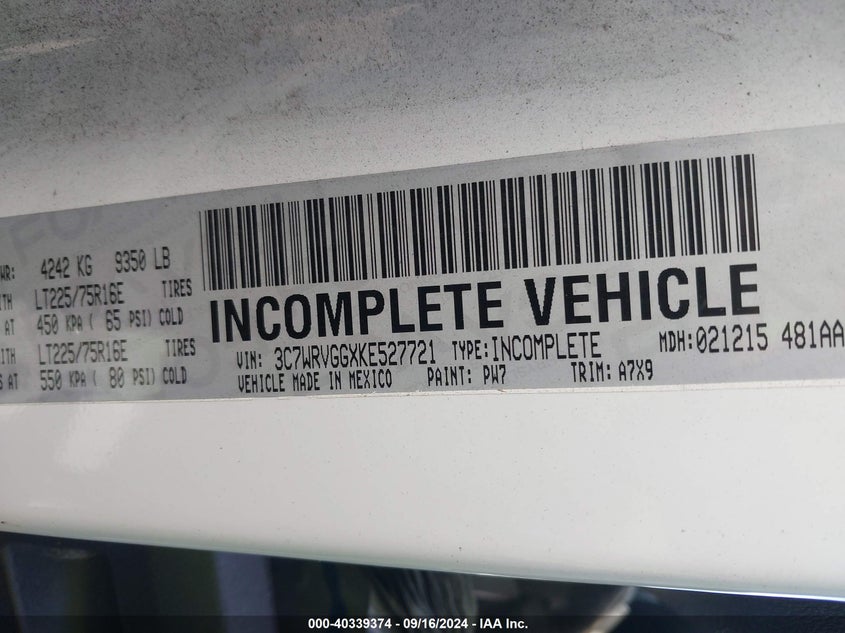 WR: 4242 KG 9350 LB
ITH LT225/75R16E TIRES
AT 450 KPA ( 65 PSI) COLD
ITH LT225/75R16E TIRES
S AT 550 KPA ( 80 PSI) COLD
INCOMPLETE VEHICLE
VIN: 3C7WRVGGXKE527721 TYPE: INCOMPLETE MDH: 021215 481AA
VEHICLE MADE IN MEXICO PAINT: PW7 TRIM: A7X9
000-40339374 - 09/16/2024 - IAA Inc.